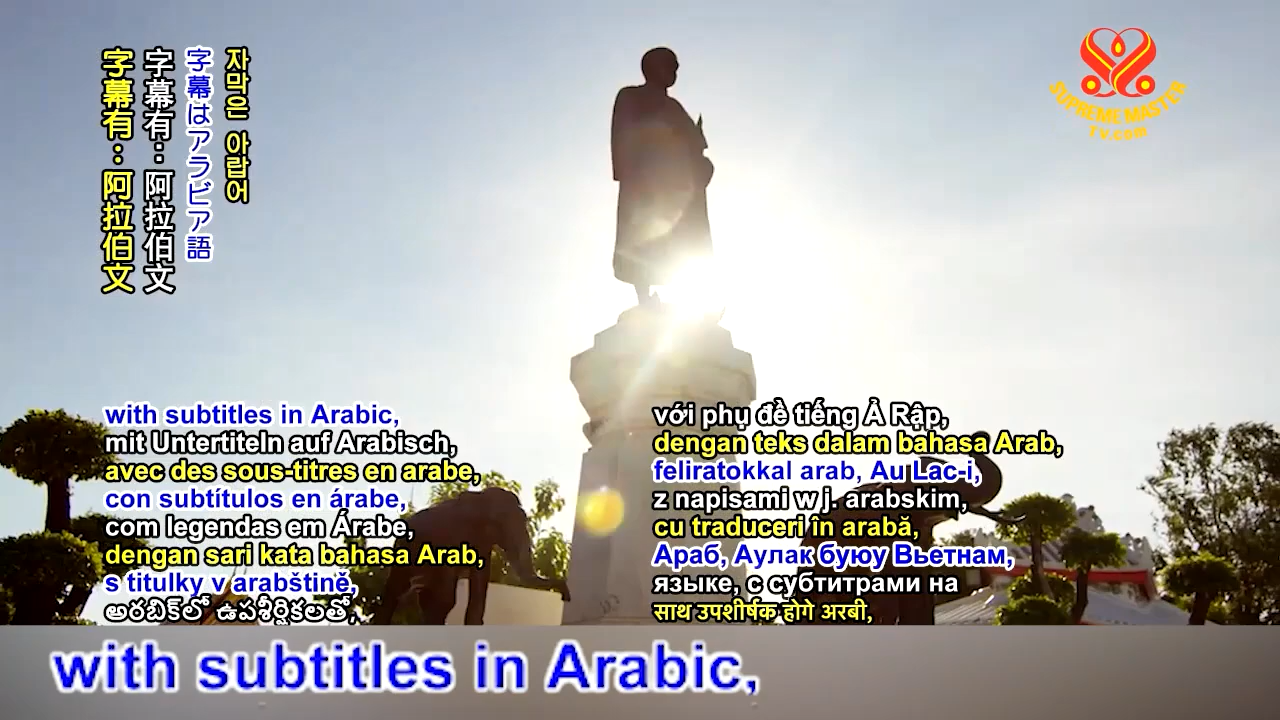 字幕有：阿拉伯文
字幕有：阿拉伯文
字幕はアラビア語
자막은 아랍어
SUPREME MASTER
TV.com
with subtitles in Arabic,
mit Untertiteln auf Arabisch,
avec des sous-titres en arabe,
con subtítulos en árabe,
com legendas em Árabe,
dengan sari kata bahasa Arab,
s titulky v arabštině,
అరబిక్‌లో ఉపశీర్షికలతో,
với phụ đề tiếng Ả Rập,
dengan teks dalam bahasa Arab,
feliratokkal arab, Au Lac-i,
z napisami w j. arabskim,
cu traduceri în arabă,
Араб, Аулак буюу Вьетнам,
языке, с субтитрами на
साथ उपशीर्षक होगे अरबी,
with subtitles in Arabic,